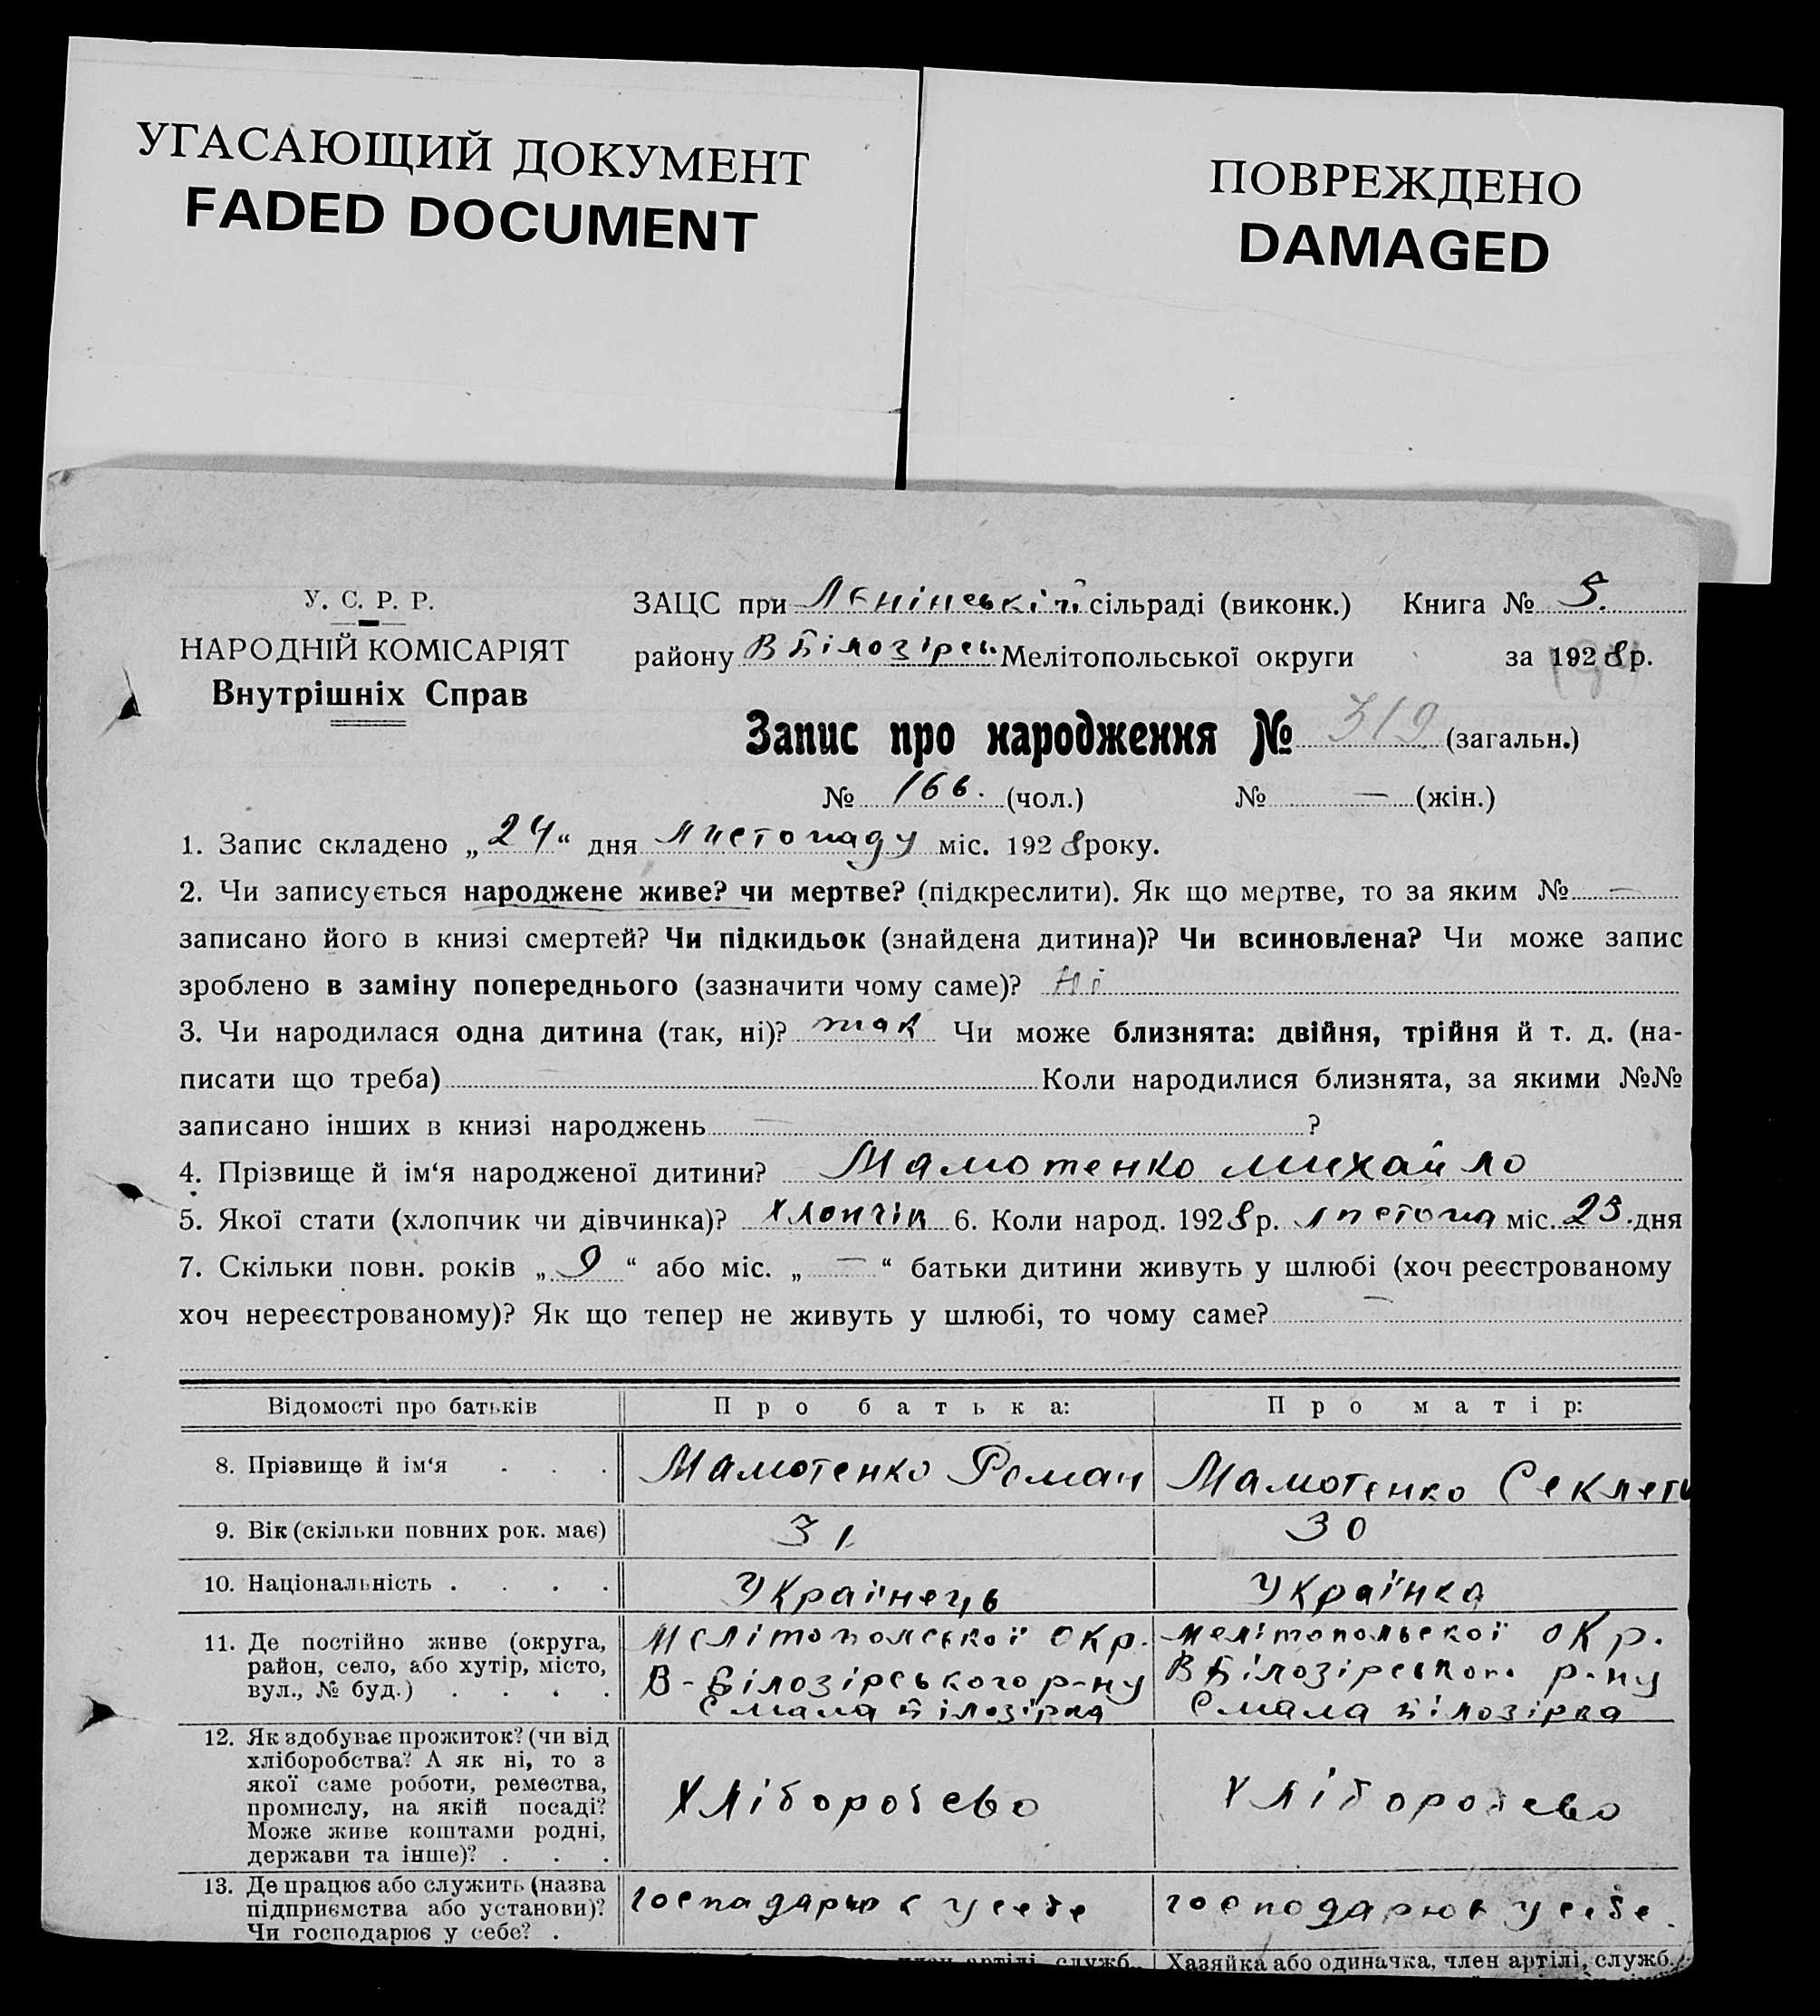 УГАСАЮЩИЙ ДОКУМЕНТ
FADED DOCUMENT
ПОВРЕЖДЕНО
DAMAGED
У. С. Р. Р.
НАРОДНІЙ КОМІСАРІЯТ
Внутрішніх Справ
ЗАЦС при Ленінській сільраді (виконк.) Книга № 5.
району В Білозірськ. Мелітопольської округи за 1928 р.
Запис про народження № 319 (загальн.)
№ 166. (чол.) № — (жін.)
1. Запис складено „24“ дня листопаду міс. 1928 року.
2. Чи записується народжене живе? чи мертве? (підкреслити). Як що мертве, то за яким № —
записано його в книзі смертей? Чи підкидьок (знайдена дитина)? Чи всиновлена? Чи може запис
зроблено в заміну попереднього (зазначити чому саме)? Ні
3. Чи народилася одна дитина (так, ні)? так Чи може близнята: двійня, трійня й т. д. (на-
писати що треба) Коли народилися близнята, за якими №№
записано інших в книзі народжень — ?
4. Прізвище й ім‘я народженої дитини? Мамотенко Михайло
5. Якої стати (хлопчик чи дівчинка)? хлопчик 6. Коли народ. 1928 р. листопа міс. 23. дня
7. Скільки повн. років „9“ або міс. „—“ батьки дитини живуть у шлюбі (хоч реєстрованому
хоч нереєстрованому)? Як що тепер не живуть у шлюбі, то чому саме? —
Відомості про батьків Про батька: Про матір:
8. Прізвище й ім‘я . . . Мамотенко Роман Мамотенко Секлети
9. Вік (скільки повних рок. має) 31 30
10. Національність . . . . Українець Українка
11. Де постійно живе (округа, Мелітопольської окр. Мелітопольської окр.
район, село, або хутір, місто, В-Білозірського р-ну В Білозірського р-ну
вул., № буд.) . . . . С мала Білозірка С мала Білозірка
12. Як здобуває прожиток? (чи від
хліборобства? А як ні, то з
якої саме роботи, ремества,
промислу, на якій посаді? Хліборобсво Хліборобсво
Може живе коштами родні,
держави та інше)? . . .
13. Де працює або служить (назва господарює у себе господарює у себе.
підприємства або установи)?
Чи господарює у себе? .
член артілі, служб. Хазяйка або одиначка, член артілі, служб.